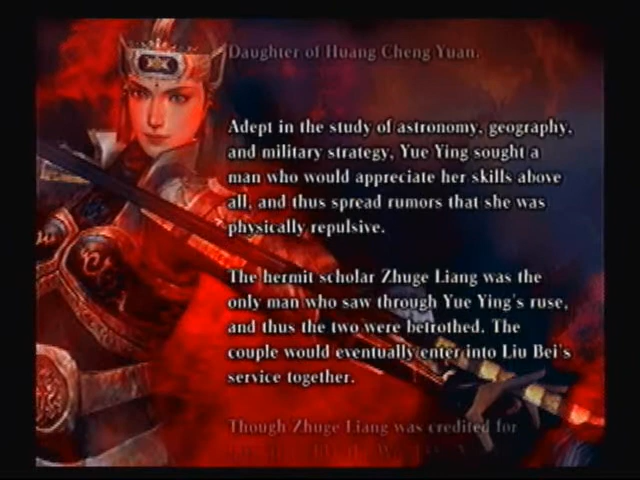 Daughter of Huang Cheng Yuan.
Adept in the study of astronomy, geography,
and military strategy, Yue Ying sought a
man who would appreciate her skills above
all, and thus spread rumors that she was
physically repulsive.
The hermit scholar Zhuge Liang was the
only man who saw through Yue Ying's ruse,
and thus the two were betrothed. The
couple would eventually enter into Liu Bei's
service together.
Though Zhuge Liang was credited for